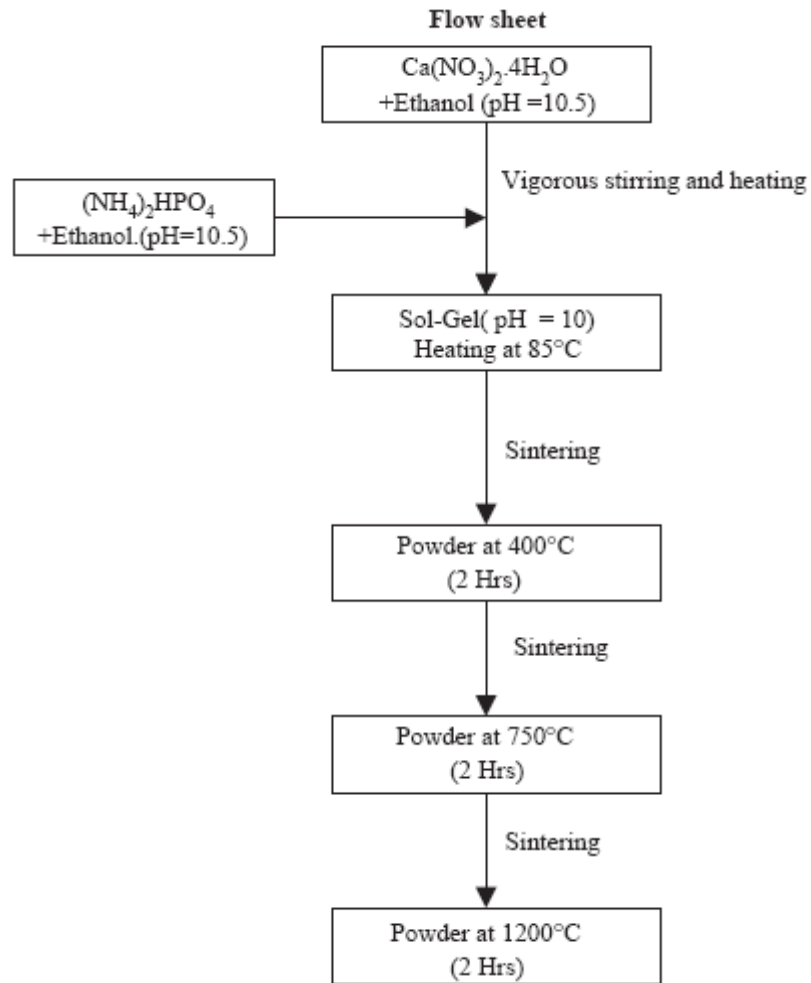 Flow sheet
Ca(NO₃)₂.4H₂O
+Ethanol (pH =10.5)
Vigorous stirring and heating
(NH₄)₂HPO₄
+Ethanol.(pH=10.5)
Sol-Gel( pH = 10)
Heating at 85°C
Sintering
Powder at 400°C
(2 Hrs)
Sintering
Powder at 750°C
(2 Hrs)
Sintering
Powder at 1200°C
(2 Hrs)